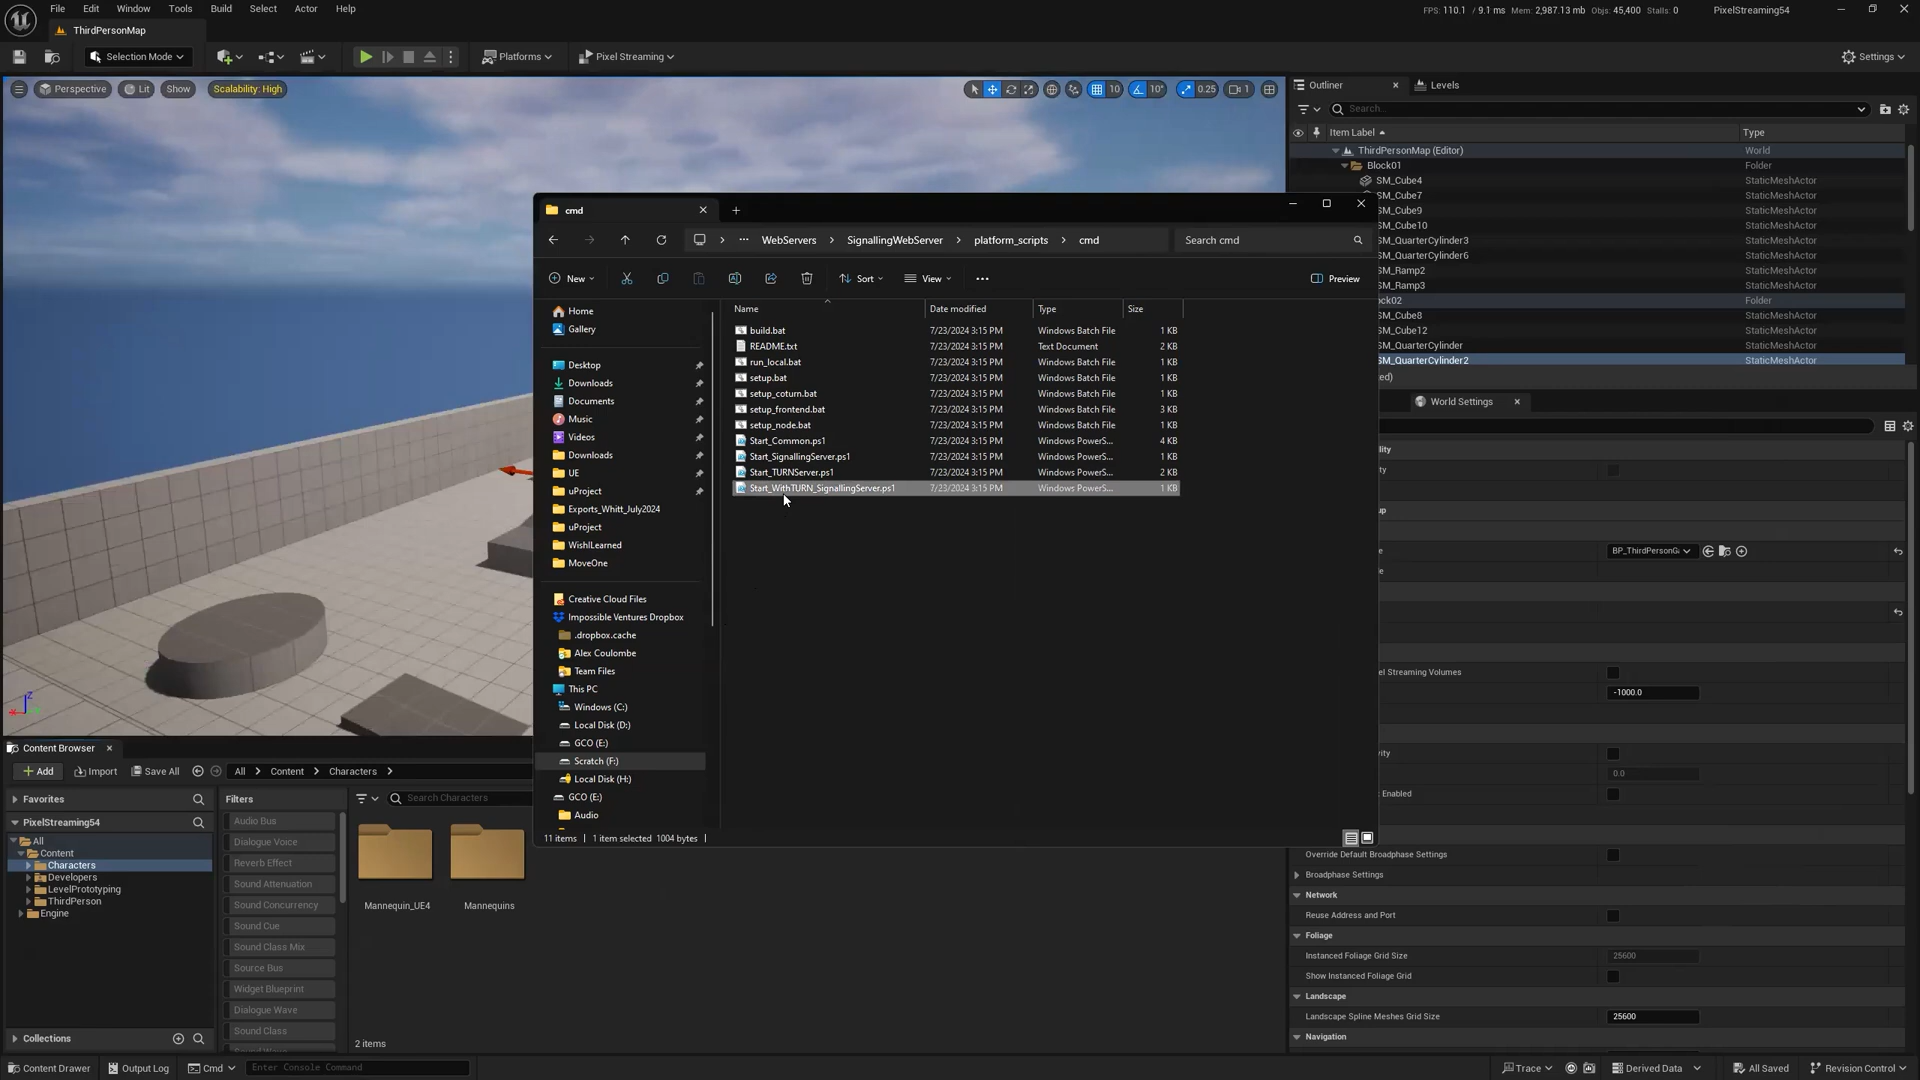 File Edit Window Tools Build Select Actor Help
FPS: 110.1 / 9.1 ms Mem: 2,987.13 mb Objs: 45,400 Stalls: 0
PixelStreaming54
ThirdPersonMap
Selection Mode
Platforms
Pixel Streaming
Settings
Perspective
Lit
Show
Scalability: High
10
10°
0.25
1
Outliner
Levels
Search...
Item Label
Type
ThirdPersonMap (Editor) World
Block01 Folder
SM_Cube4 StaticMeshActor
SM_Cube7 StaticMeshActor
SM_Cube9 StaticMeshActor
SM_Cube10 StaticMeshActor
SM_QuarterCylinder3 StaticMeshActor
SM_QuarterCylinder6 StaticMeshActor
SM_Ramp2 StaticMeshActor
SM_Ramp3 StaticMeshActor
ock02 Folder
SM_Cube8 StaticMeshActor
SM_Cube12 StaticMeshActor
SM_QuarterCylinder StaticMeshActor
SM_QuarterCylinder2 StaticMeshActor
ed)
World Settings
cmd
WebServers
SignallingWebServer
platform_scripts
cmd
Search cmd
New
Sort
View
Preview
Name Date modified Type Size
build.bat 7/23/2024 3:15 PM Windows Batch File 1 KB
README.txt 7/23/2024 3:15 PM Text Document 2 KB
run_local.bat 7/23/2024 3:15 PM Windows Batch File 1 KB
setup.bat 7/23/2024 3:15 PM Windows Batch File 1 KB
setup_coturn.bat 7/23/2024 3:15 PM Windows Batch File 1 KB
setup_frontend.bat 7/23/2024 3:15 PM Windows Batch File 3 KB
setup_node.bat 7/23/2024 3:15 PM Windows Batch File 1 KB
Start_Common.ps1 7/23/2024 3:15 PM Windows PowerS... 4 KB
Start_SignallingServer.ps1 7/23/2024 3:15 PM Windows PowerS... 1 KB
Start_TURNServer.ps1 7/23/2024 3:15 PM Windows PowerS... 2 KB
Start_WithTURN_SignallingServer.ps1 7/23/2024 3:15 PM Windows PowerS... 1 KB
Home
Gallery
Desktop
Downloads
Documents
Music
Videos
Downloads
UE
uProject
Exports_Whitt_July2024
uProject
WishILearned
MoveOne
Creative Cloud Files
Impossible Ventures Dropbox
.dropbox.cache
Alex Coulombe
Team Files
This PC
Windows (C:)
Local Disk (D:)
GCO (E:)
Scratch (F:)
Local Disk (H:)
GCO (E:)
Audio
11 items
1 item selected 1004 bytes
ility
ty
up
e
BP_ThirdPersonG
e
el Streaming Volumes
-1000.0
vity
0.0
t Enabled
Override Default Broadphase Settings
Broadphase Settings
Network
Reuse Address and Port
Foliage
Instanced Foliage Grid Size 25600
Show Instanced Foliage Grid
Landscape
Landscape Spline Meshes Grid Size 25600
Navigation
Content Browser
Add
Import
Save All
All
Content
Characters
Favorites
PixelStreaming54
All
Content
Characters
Developers
LevelPrototyping
ThirdPerson
Engine
Collections
Filters
Audio Bus
Dialogue Voice
Reverb Effect
Sound Attenuation
Sound Concurrency
Sound Cue
Sound Class Mix
Source Bus
Widget Blueprint
Dialogue Wave
Sound Class
Search Characters
Mannequin_UE4
Mannequins
2 items
Content Drawer
Output Log
Cmd
Enter Console Command
Trace
Derived Data
All Saved
Revision Control